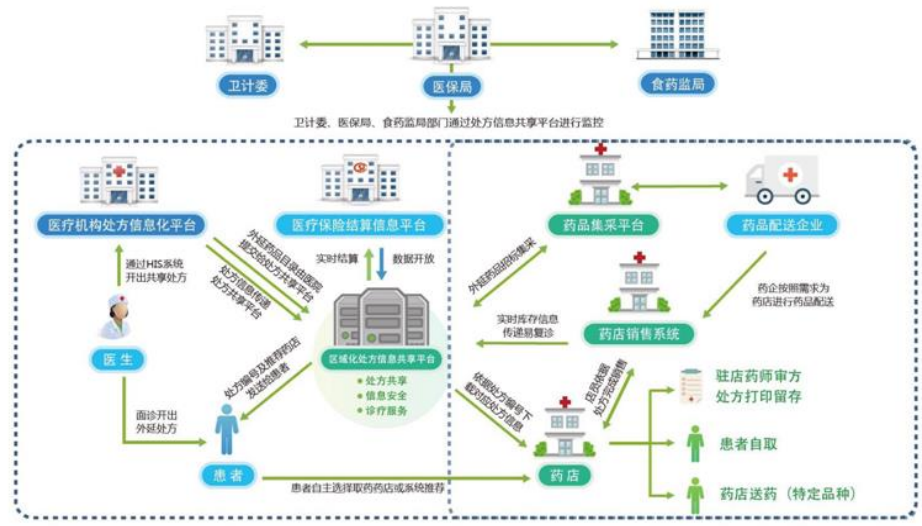 卫计委
医保局
食药监局
卫计委、医保局、食药监局部门通过处方信息共享平台进行监控
医疗机构处方信息化平台
医疗保险结算信息平台
药品集采平台
药品配送企业
外延药品目录由医院
提交给处方共享平台
处方信息传递
处方共享平台
实时结算
数据开放
外延药品招标集采
通过HIS系统
开出共享处方
药企按照需求为
药店进行药品配送
实时库存信息
传递易复诊
药店销售系统
医生
区域化处方信息共享平台
• 处方共享
• 信息安全
• 诊疗服务
处方编号及推荐药店
发送给患者
依据处方编号下
载对应处方信息
店员依据
处方完成销售
驻店药师审方
处方打印留存
面诊开出
外延处方
患者自取
患者
药店
患者自主选择取药药店或系统推荐
药店送药（特定品种）